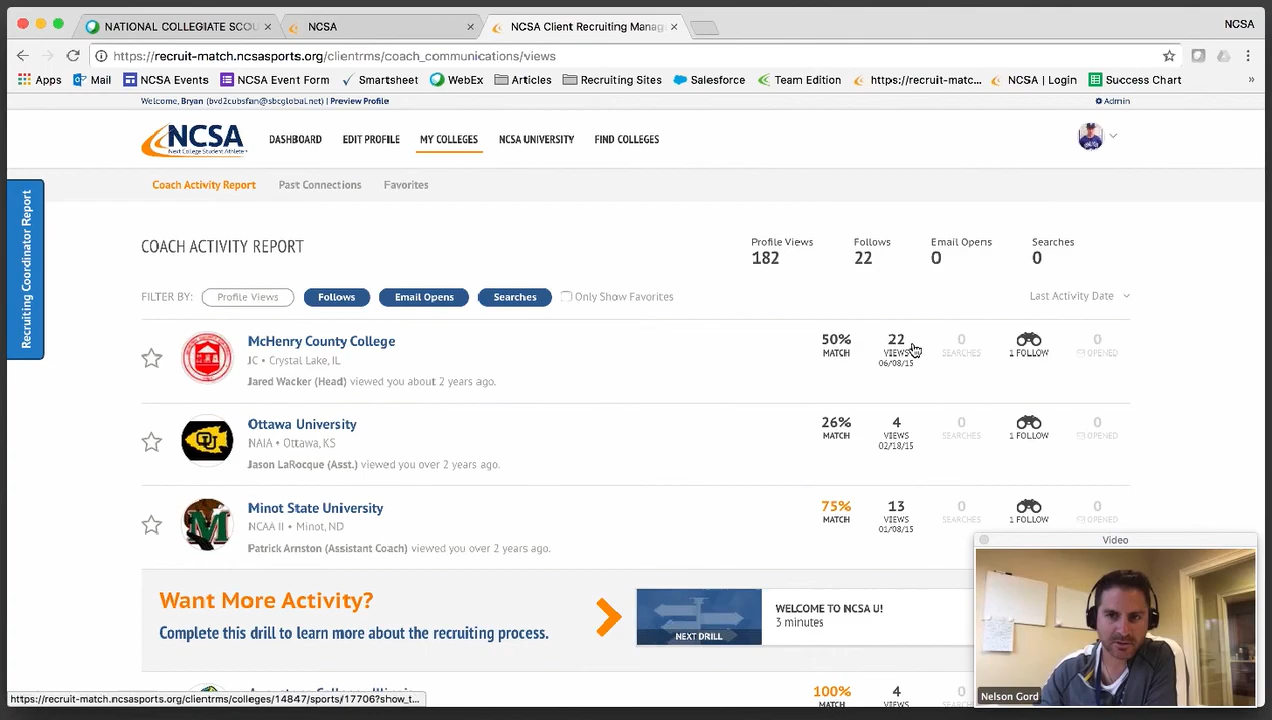 NATIONAL COLLEGIATE SCOU
NCSA
NCSA Client Recruiting Manag
NCSA
https://recruit-match.ncsasports.org/clientrms/coach_communications/views
Apps
Mail
NCSA Events
NCSA Event Form
Smartsheet
WebEx
Articles
Recruiting Sites
Salesforce
Team Edition
https://recruit-matc...
NCSA | Login
Success Chart
»
Welcome, Bryan (bvd2cubsfan@sbcglobal.net) | Preview Profile
Admin
NCSA
Next College Student Athlete
DASHBOARD
EDIT PROFILE
MY COLLEGES
NCSA UNIVERSITY
FIND COLLEGES
Coach Activity Report
Past Connections
Favorites
Recruiting Coordinator Report
COACH ACTIVITY REPORT
Profile Views
182
Follows
22
Email Opens
0
Searches
0
FILTER BY:
Profile Views
Follows
Email Opens
Searches
Only Show Favorites
Last Activity Date
McHenry County College
JC • Crystal Lake, IL
Jared Wacker (Head) viewed you about 2 years ago.
50%
MATCH
22
VIEWS
06/08/15
0
SEARCHES
1 FOLLOW
0
OPENED
OU
Ottawa University
NAIA • Ottawa, KS
Jason LaRocque (Asst.) viewed you over 2 years ago.
26%
MATCH
4
VIEWS
02/18/15
0
SEARCHES
1 FOLLOW
0
OPENED
M
Minot State University
NCAA II • Minot, ND
Patrick Arnston (Assistant Coach) viewed you over 2 years ago.
75%
MATCH
13
VIEWS
01/08/15
0
SEARCHES
1 FOLLOW
0
OPENED
Want More Activity?
Complete this drill to learn more about the recruiting process.
NEXT DRILL
WELCOME TO NCSA U!
3 minutes
100%
MATCH
4
VIEWS
0
SEARCHES
https://recruit-match.ncsasports.org/clientrms/colleges/14847/sports/17706?show_t...
Video
Nelson Gord